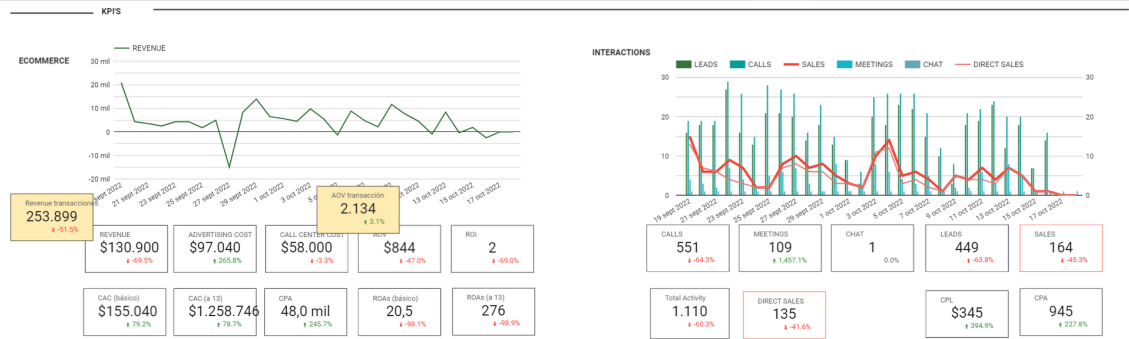 KPI'S
ECOMMERCE
REVENUE
30 mil
20 mil
10 mil
0
-10 mil
-20 mil
sept 2022
21 sept 2022
23 sept 2022
25 sept 2022
27 sept 2022
29 sept 2022
1 oct 2022
3 oct 2022
9 oct 2022
11 oct 2022
13 oct 2022
15 oct 2022
17 oct 2022
Revenue transacciones
253.899
-51.5%
AOV transacción
2.134
3.1%
REVENUE
$130.900
-69.5%
ADVERTISING COST
$97.040
265.8%
CALL CENTER COST
$58.000
-3.3%
AOV
$844
-47.0%
ROI
2
-69.0%
CAC (básico)
$155.040
79.2%
CAC (a 13)
$1.258.746
78.7%
CPA
48,0 mil
245.7%
ROAs (básico)
20,5
-99.1%
ROAs (a 13)
276
-98.9%
INTERACTIONS
LEADS
CALLS
SALES
MEETINGS
CHAT
DIRECT SALES
30
20
10
0
30
20
10
0
19 sept 2022
21 sept 2022
23 sept 2022
25 sept 2022
27 sept 2022
29 sept 2022
1 oct 2022
3 oct 2022
5 oct 2022
7 oct 2022
9 oct 2022
11 oct 2022
13 oct 2022
15 oct 2022
17 oct 2022
CALLS
551
-64.3%
MEETINGS
109
1,457.1%
CHAT
1
0.0%
LEADS
449
-63.8%
SALES
164
-45.3%
Total Activity
1.110
-60.3%
DIRECT SALES
135
-41.6%
CPL
$345
394.9%
CPA
945
227.8%